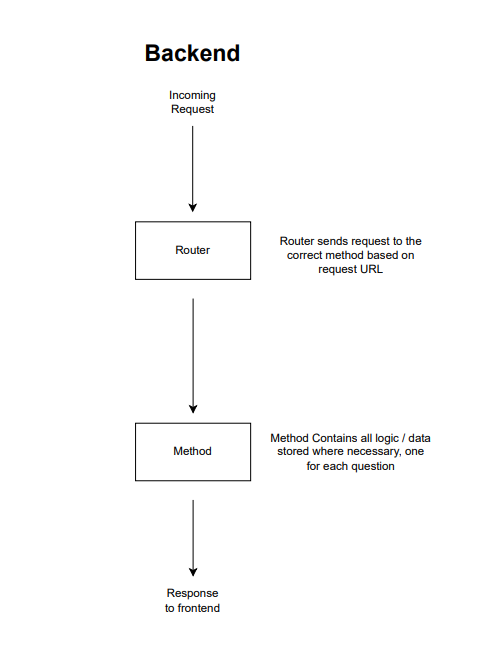 Backend
Incoming
Request
Router
Router sends request to the
correct method based on
request URL
Method
Method Contains all logic / data
stored where necessary, one
for each question
Response
to frontend